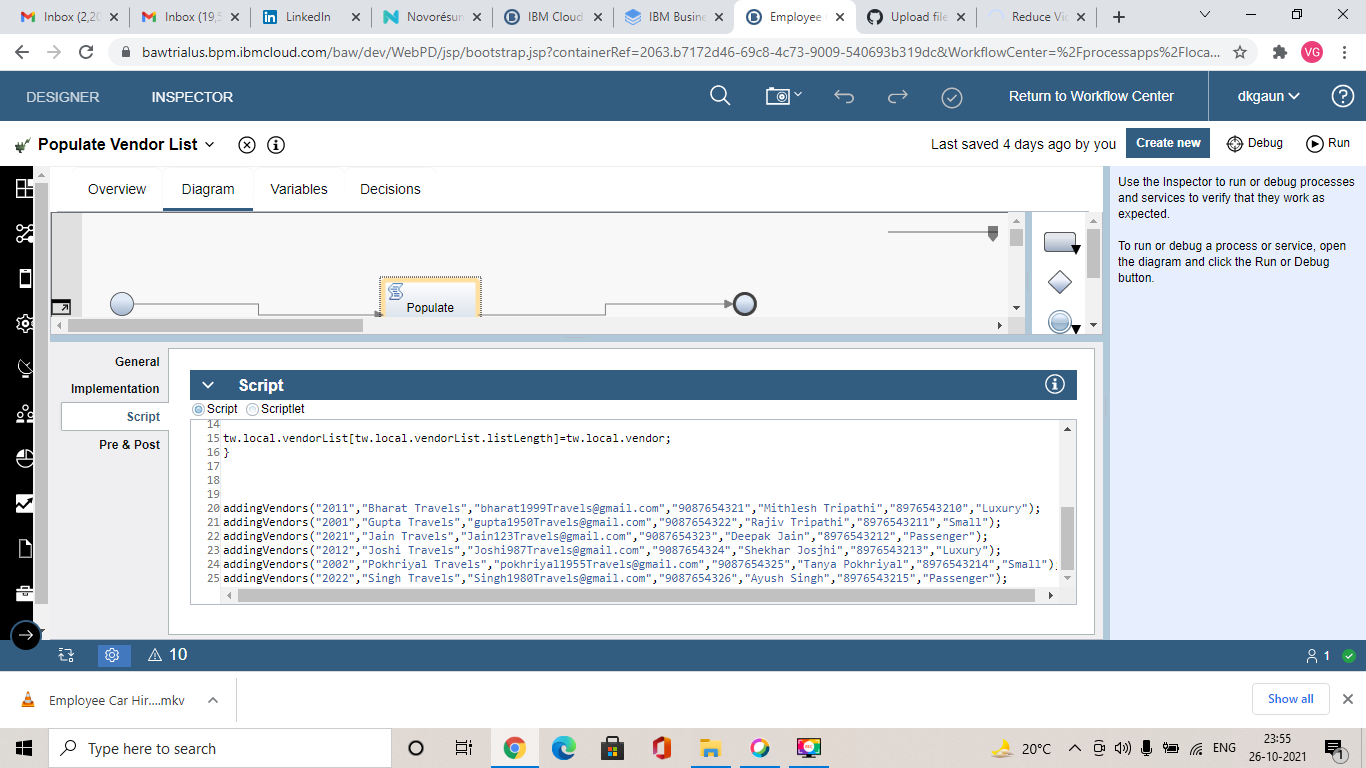 Inbox (2,20
Inbox (19,5
LinkedIn
Novorésum
IBM Cloud
IBM Busine
Employee
Upload file
Reduce Vid
bawtrialus.bpm.ibmcloud.com/baw/dev/WebPD/jsp/bootstrap.jsp?containerRef=2063.b7172d46-69c8-4c73-9009-540693b319dc&WorkflowCenter=%2Fprocessapps%2Floca...
VG
DESIGNER
INSPECTOR
Return to Workflow Center
dkgaun
Populate Vendor List
Last saved 4 days ago by you
Create new
Debug
Run
Overview
Diagram
Variables
Decisions
Use the Inspector to run or debug processes
and services to verify that they work as
expected.
To run or debug a process or service, open
the diagram and click the Run or Debug
button.
Populate
General
Implementation
Script
Pre & Post
Script
Script
Scriptlet
14
15 tw.local.vendorList[tw.local.vendorList.listLength]=tw.local.vendor;
16 }
17
18
19
20 addingVendors("2011","Bharat Travels","bharat1999Travels@gmail.com","9087654321","Mithlesh Tripathi","8976543210","Luxury");
21 addingVendors("2001","Gupta Travels","gupta1950Travels@gmail.com","9087654322","Rajiv Tripathi","8976543211","Small");
22 addingVendors("2021","Jain Travels","Jain123Travels@gmail.com","9087654323","Deepak Jain","8976543212","Passenger");
23 addingVendors("2012","Joshi Travels","Joshi987Travels@gmail.com","9087654324","Shekhar Josjhi","8976543213","Luxury");
24 addingVendors("2002","Pokhriyal Travels","pokhriyal1955Travels@gmail.com","9087654325","Tanya Pokhriyal","8976543214","Small")
25 addingVendors("2022","Singh Travels","Singh1980Travels@gmail.com","9087654326","Ayush Singh","8976543215","Passenger");
10
1
Employee Car Hir....mkv
Show all
Type here to search
20°C
ENG
23:55
26-10-2021
1